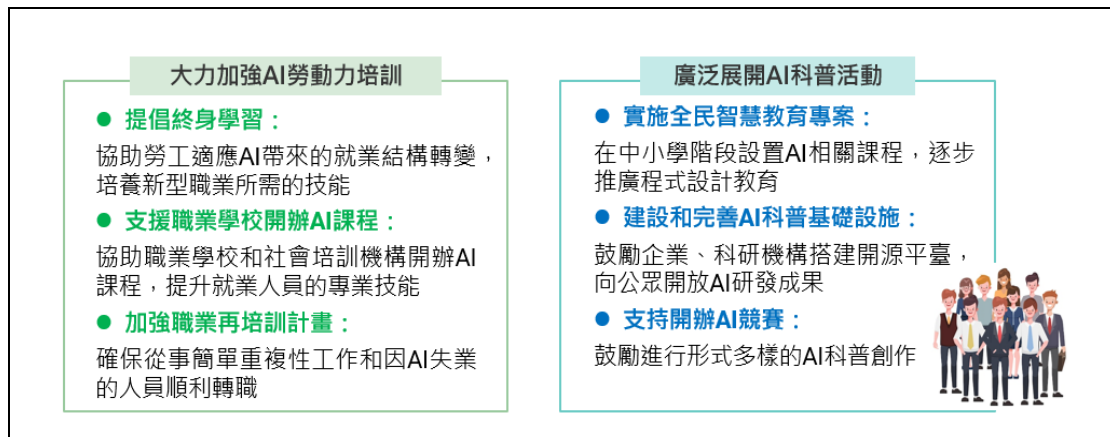 大力加強AI勞動力培訓
● 提倡終身學習：
協助勞工適應AI帶來的就業結構轉變，
培養新型職業所需的技能
● 支援職業學校開辦AI課程：
協助職業學校和社會培訓機構開辦AI
課程，提升就業人員的專業技能
● 加強職業再培訓計畫：
確保從事簡單重複性工作和因AI失業
的人員順利轉職
廣泛展開AI科普活動
● 實施全民智慧教育專案：
在中小學階段設置AI相關課程，逐步
推廣程式設計教育
● 建設和完善AI科普基礎設施：
鼓勵企業、科研機構搭建開源平臺，
向公眾開放AI研發成果
● 支持開辦AI競賽：
鼓勵進行形式多樣的AI科普創作